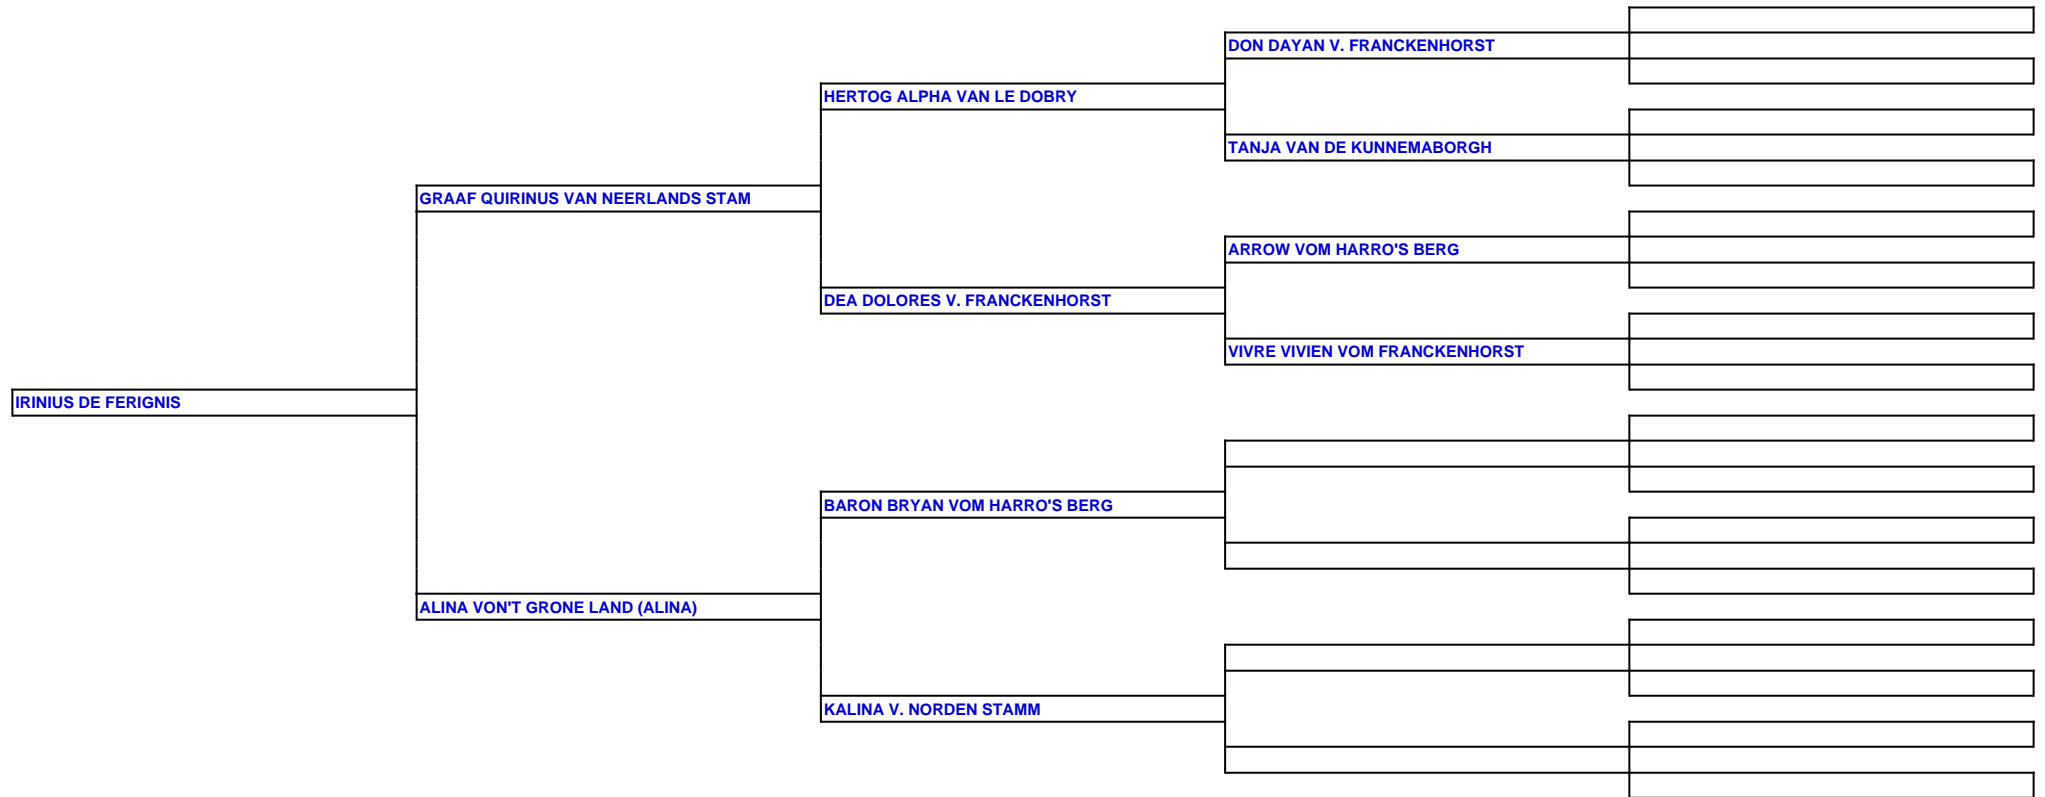 DON DAYAN V. FRANCKENHORST
HERTOG ALPHA VAN LE DOBRY
TANJA VAN DE KUNNEMABORGH
GRAAF QUIRINUS VAN NEERLANDS STAM
ARROW VOM HARRO'S BERG
DEA DOLORES V. FRANCKENHORST
VIVRE VIVIEN VOM FRANCKENHORST
IRINIUS DE FERIGNIS
BARON BRYAN VOM HARRO'S BERG
ALINA VON'T GRONE LAND (ALINA)
KALINA V. NORDEN STAMM